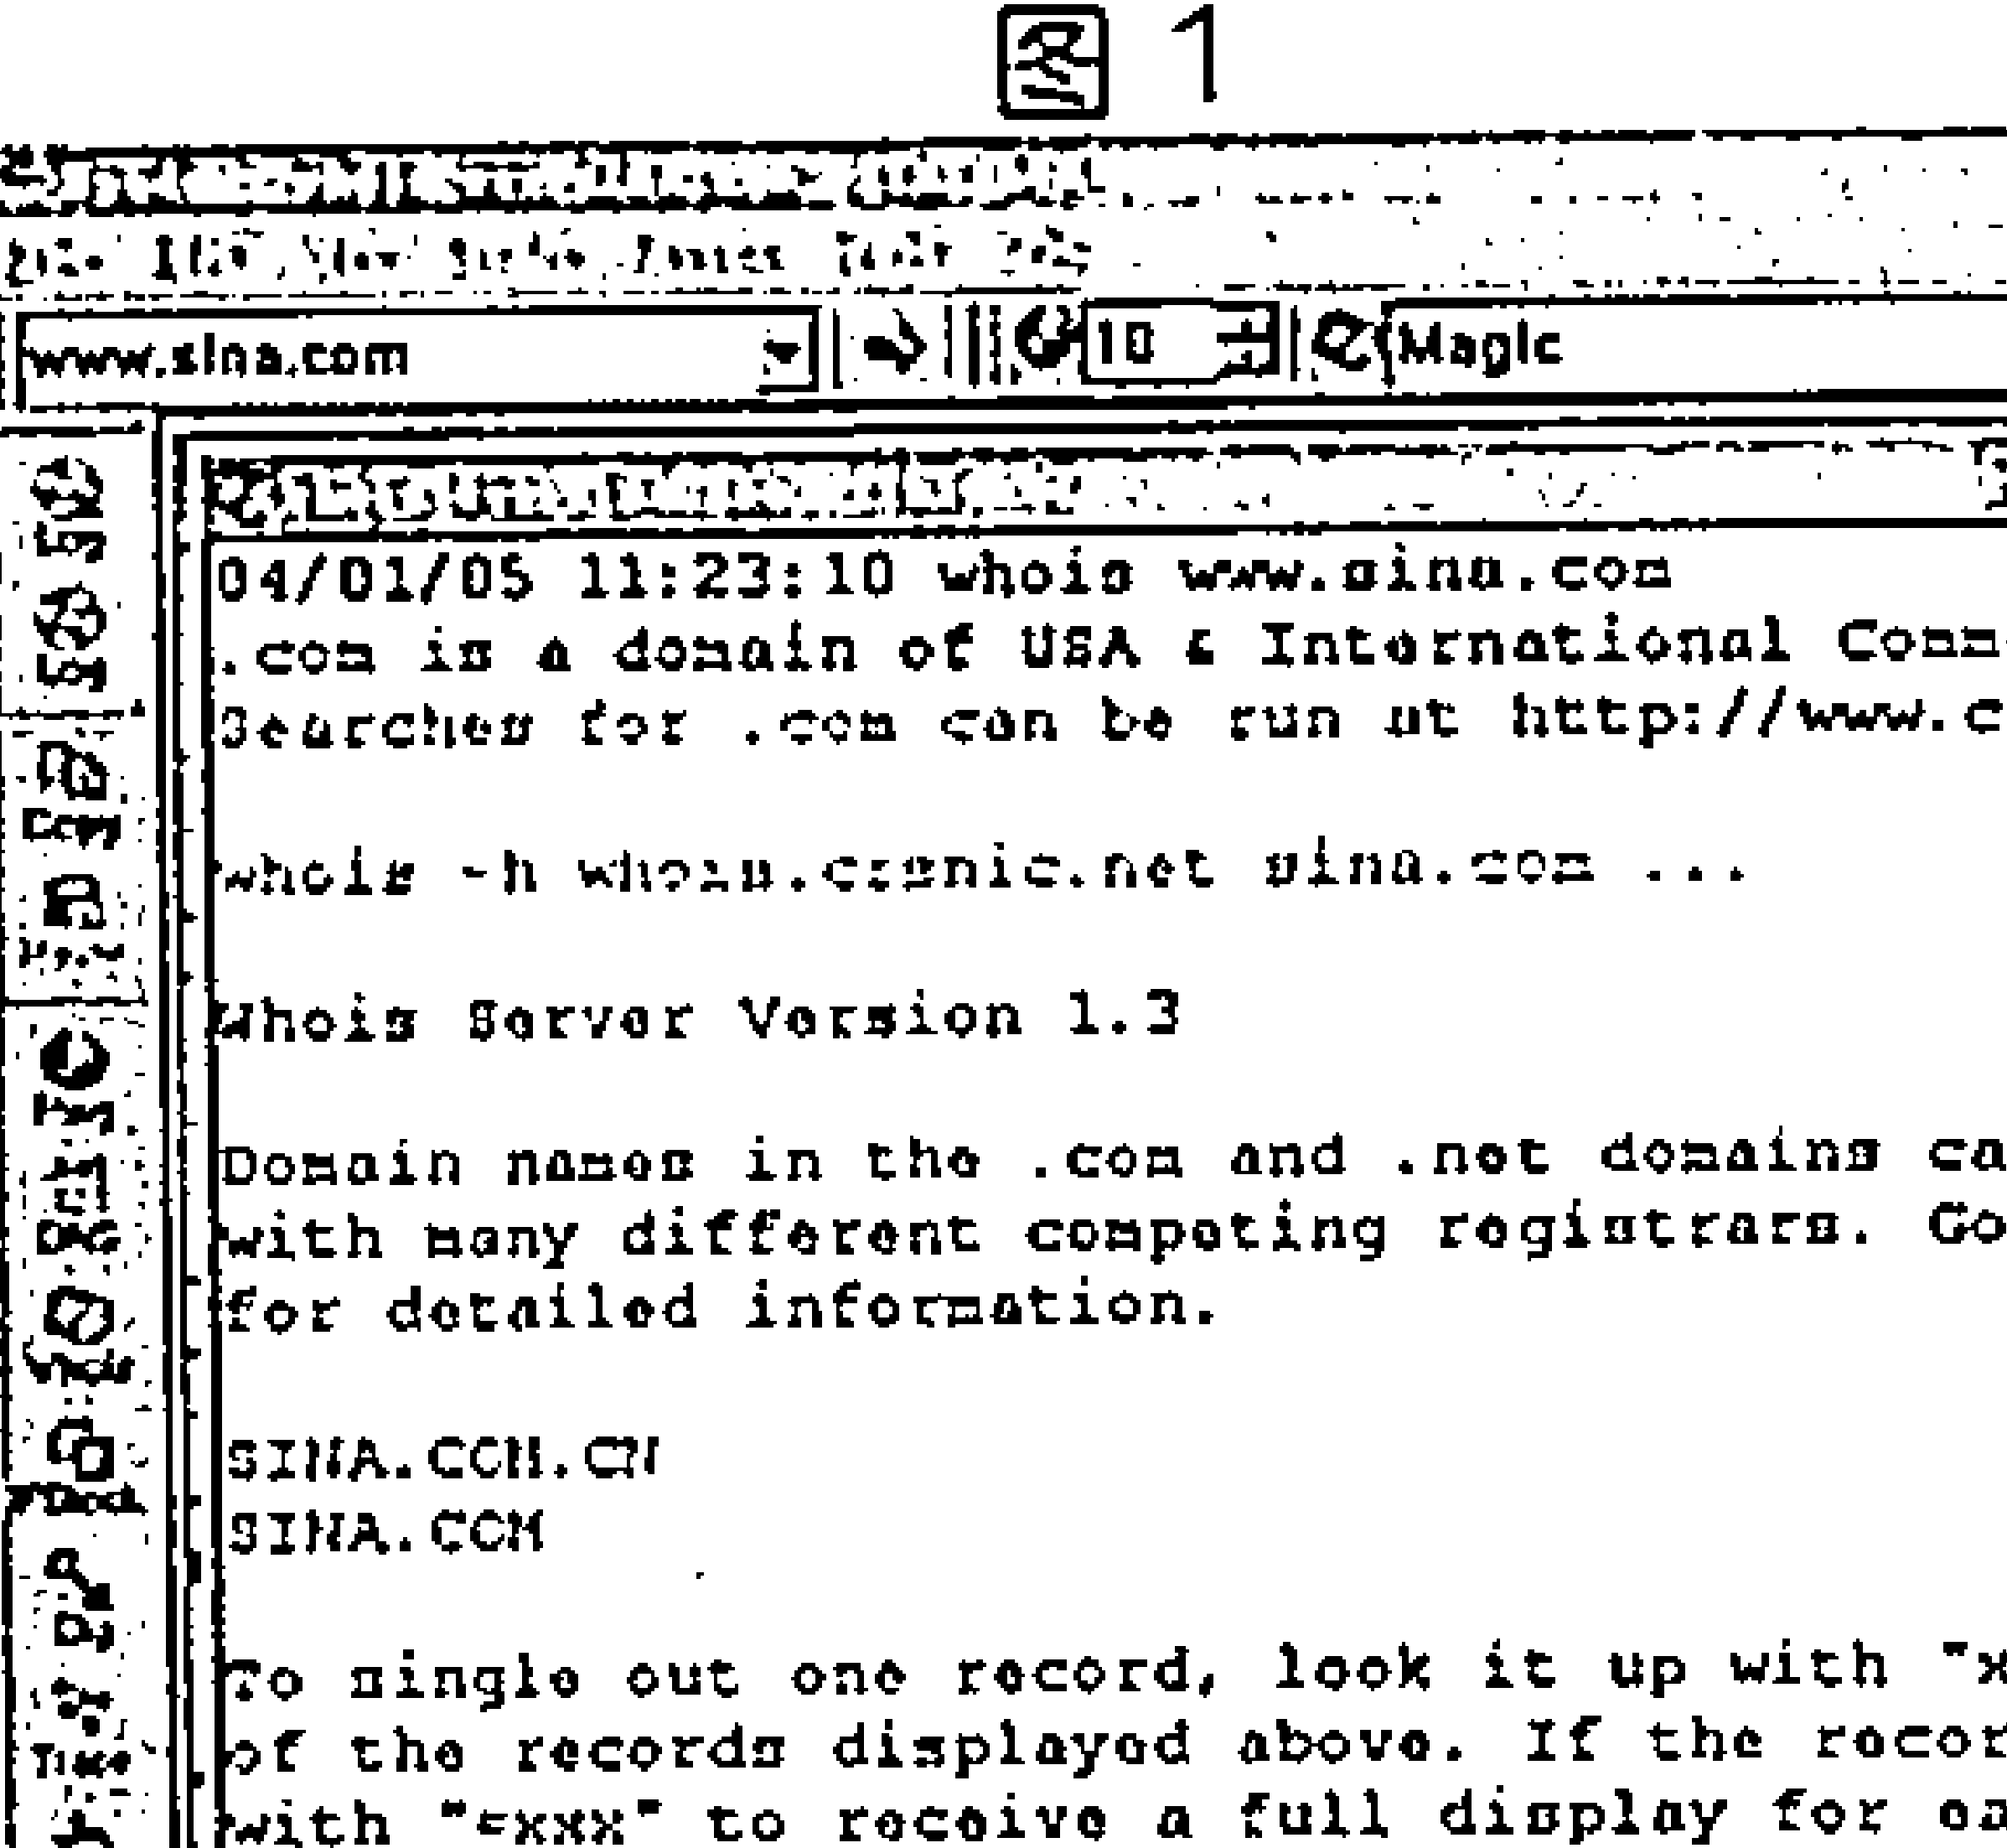 图 1
www.sina.com 10 Magic
04/01/05 11:23:10 whois www.sina.com
.com is a domain of USA & International Comm
Searches for .com can be run at http://www.c
whois -h whois.crsnic.net sina.com ...
Whois Server Version 1.3
Domain names in the .com and .net domains ca
with many different competing registrars. Go
for detailed information.
SINA.COM.CN
SINA.COM
To single out one record, look it up with "x
of the records displayed above. If the recor
with "=xxx" to receive a full display for ea